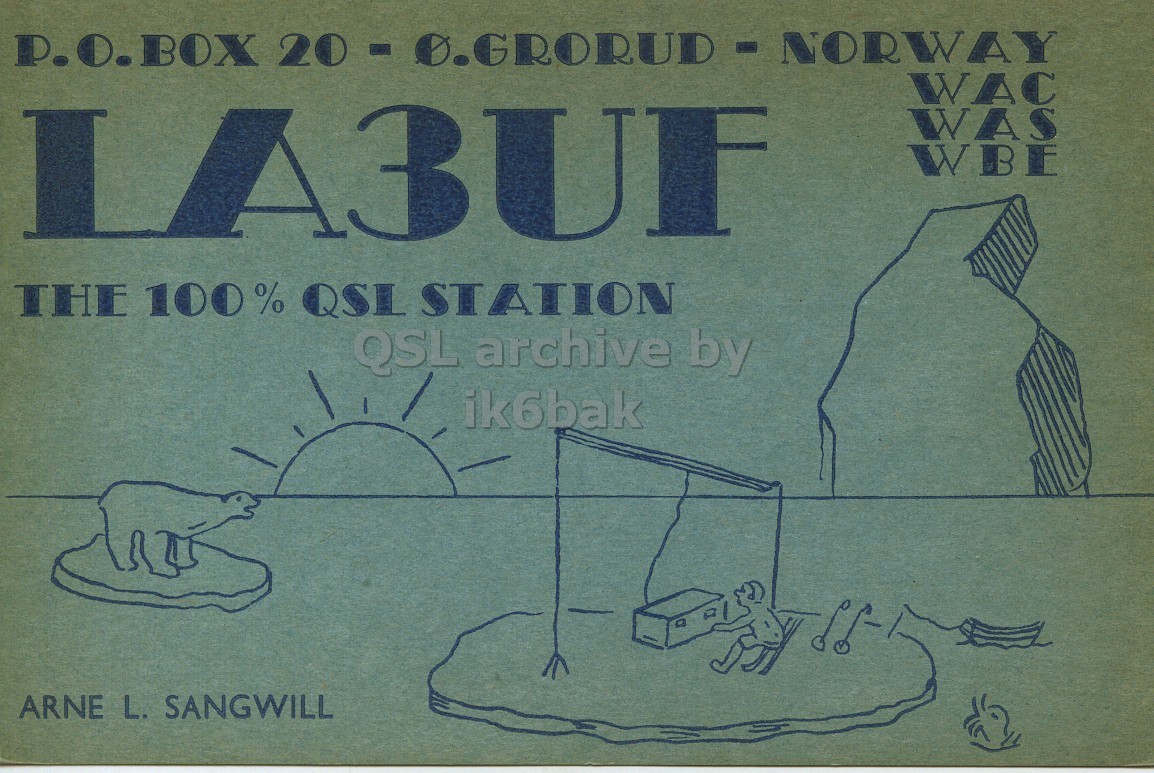 P.O.BOX 20 - Ø.GRORUD - NORWAY
WAC
WAS
WBE
LA3UF
THE 100% QSL STATION
QSL archive by
ik6bak
ARNE L. SANGWILL